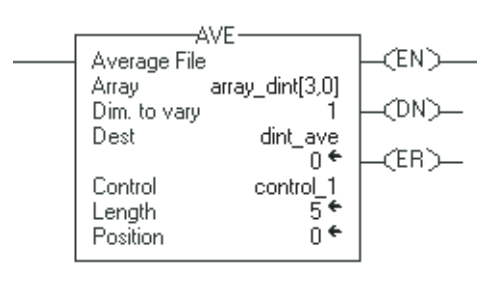 AVE
Average File
Array array_dint[3,0]
Dim. to vary 1
Dest dint_ave
0
Control control_1
Length 5
Position 0
EN
DN
ER